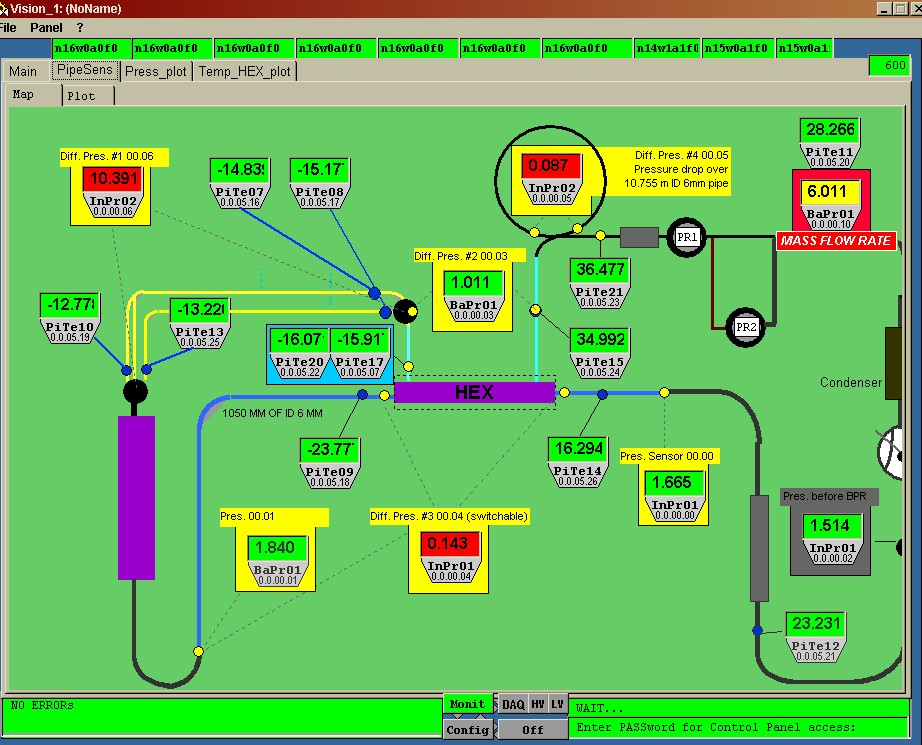 Vision_1: (NoName)
File Panel ?
n16w0a0f0 n16w0a0f0 n16w0a0f0 n16w0a0f0 n16w0a0f0 n16w0a0f0 n16w0a0f0 n14w1a1f0 n15w0a1f0 n15w0a1
Main PipeSens Press_plot Temp_HEX_plot 600
Map Plot
Diff. Pres. #1 00.06
10.391
InPr02
0.0.00.06
-14.83
PiTe07
0.0.05.16
-15.17
PiTe08
0.0.05.17
0.087
InPr02
0.0.00.05
Diff. Pres. #4 00.05
Pressure drop over
10.755 m ID 6mm pipe
28.266
PiTe11
0.0.05.20
6.011
BaPr01
0.0.00.10
MASS FLOW RATE
PR1
PR2
Diff. Pres. #2 00.03
1.011
BaPr01
0.0.00.03
36.477
PiTe21
0.0.05.23
-12.778
PiTe10
0.0.05.19
-13.220
PiTe13
0.0.05.25
-16.07
PiTe20
0.0.05.22
-15.91
PiTe17
0.0.05.07
34.992
PiTe15
0.0.05.24
Condenser
HEX
1050 MM OF ID 6 MM
-23.77
PiTe09
0.0.05.18
16.294
PiTe14
0.0.05.26
Pres. Sensor 00.00
1.665
InPr01
0.0.00.00
Pres. before BPR
1.514
InPr01
0.0.00.02
Pres. 00.01
1.840
BaPr01
0.0.00.01
Diff. Pres. #3 00.04 (switchable)
0.143
InPr01
0.0.00.04
23.231
PiTe12
0.0.05.21
NO ERRORs
Monit DAQ HV LV
Config Off
WAIT...
Enter PASSword for Control Panel access: